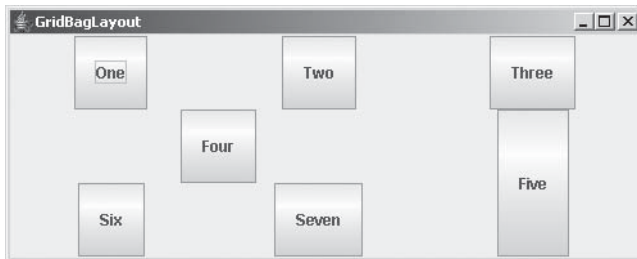 GridBagLayout
One
Two
Three
Four
Five
Six
Seven